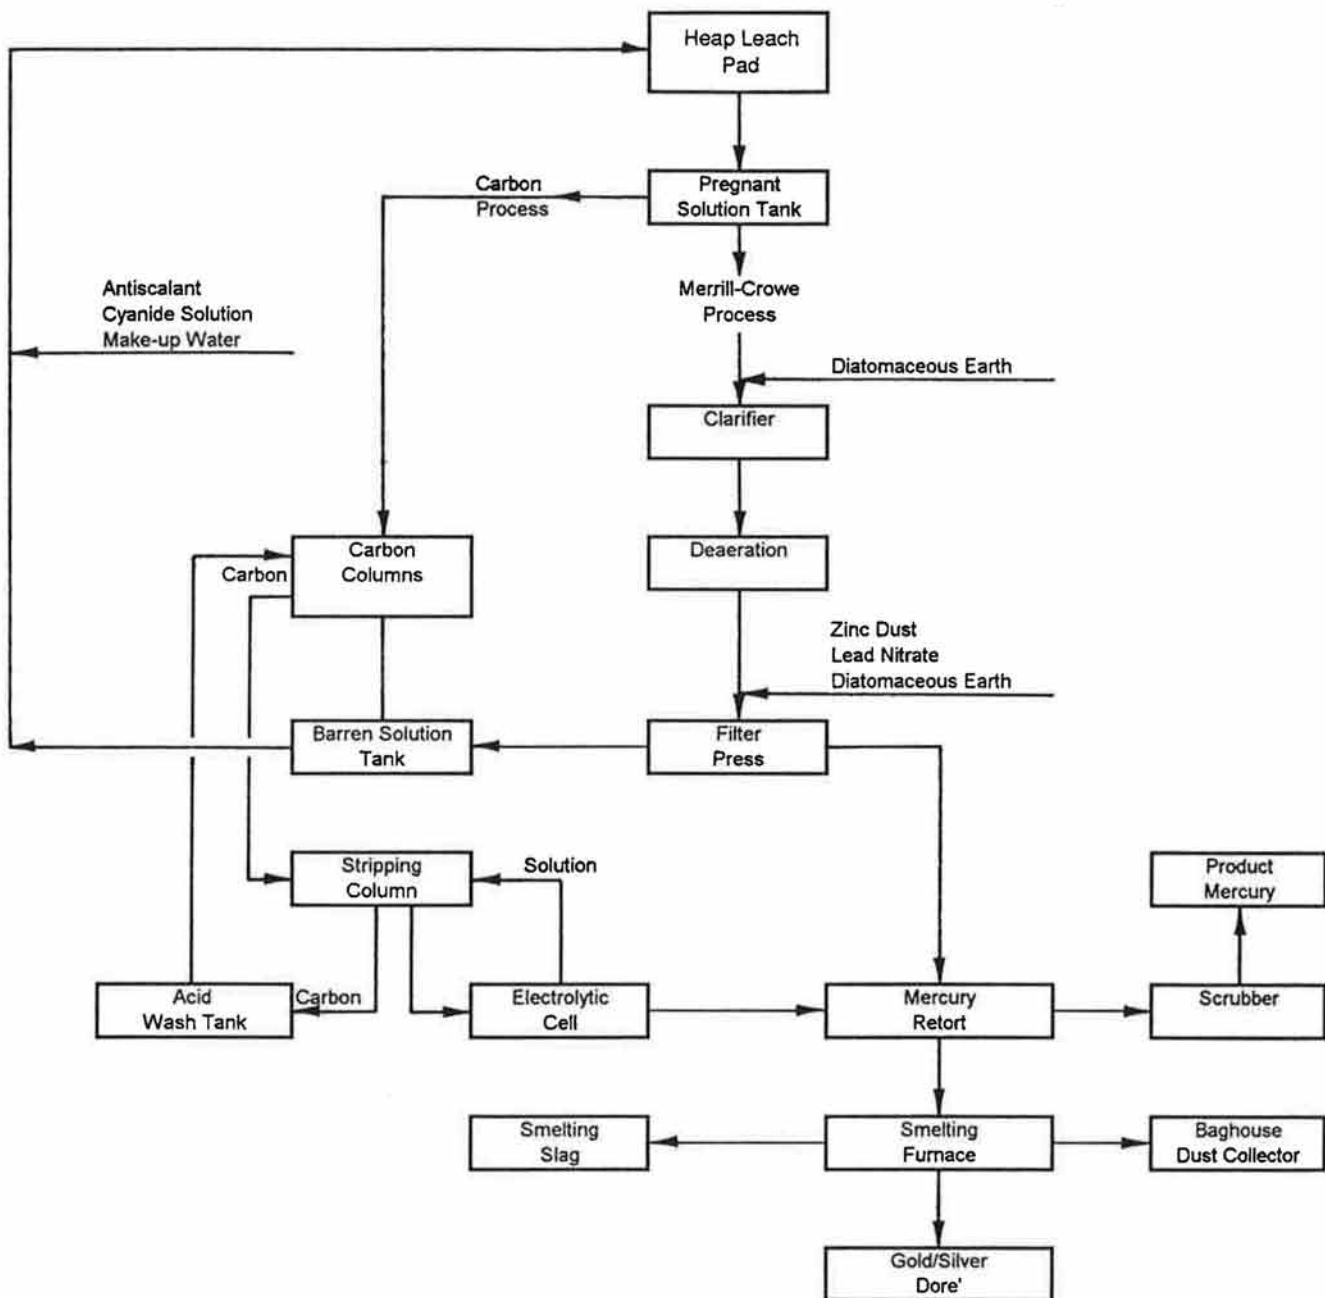 Heap Leach
Pad
Carbon
Process
Pregnant
Solution Tank
Antiscalant
Cyanide Solution
Make-up Water
Merrill-Crowe
Process
Diatomaceous Earth
Clarifier
Carbon
Columns
Deaeration
Carbon
Zinc Dust
Lead Nitrate
Diatomaceous Earth
Barren Solution
Tank
Filter
Press
Stripping
Column
Solution
Product
Mercury
Acid
Wash Tank
Carbon
Electrolytic
Cell
Mercury
Retort
Scrubber
Smelting
Slag
Smelting
Furnace
Baghouse
Dust Collector
Gold/Silver
Dore'